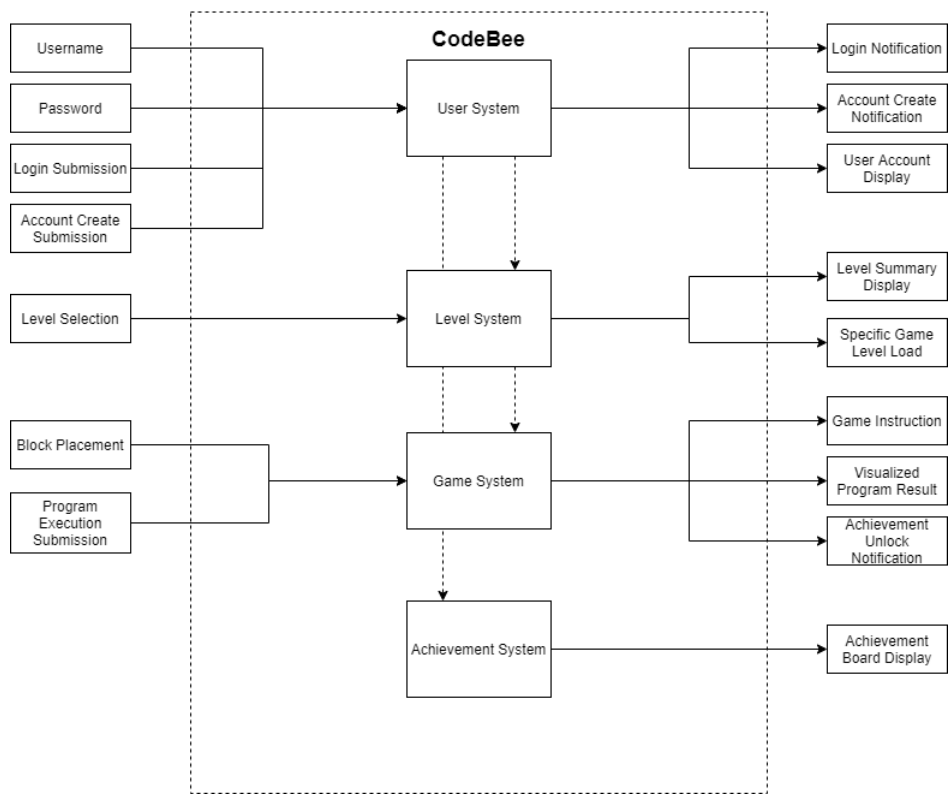 CodeBee
Username
Password
Login Submission
Account Create
Submission
Level Selection
Block Placement
Program
Execution
Submission
User System
Level System
Game System
Achievement System
Login Notification
Account Create
Notification
User Account
Display
Level Summary
Display
Specific Game
Level Load
Game Instruction
Visualized
Program Result
Achievement
Unlock
Notification
Achievement
Board Display